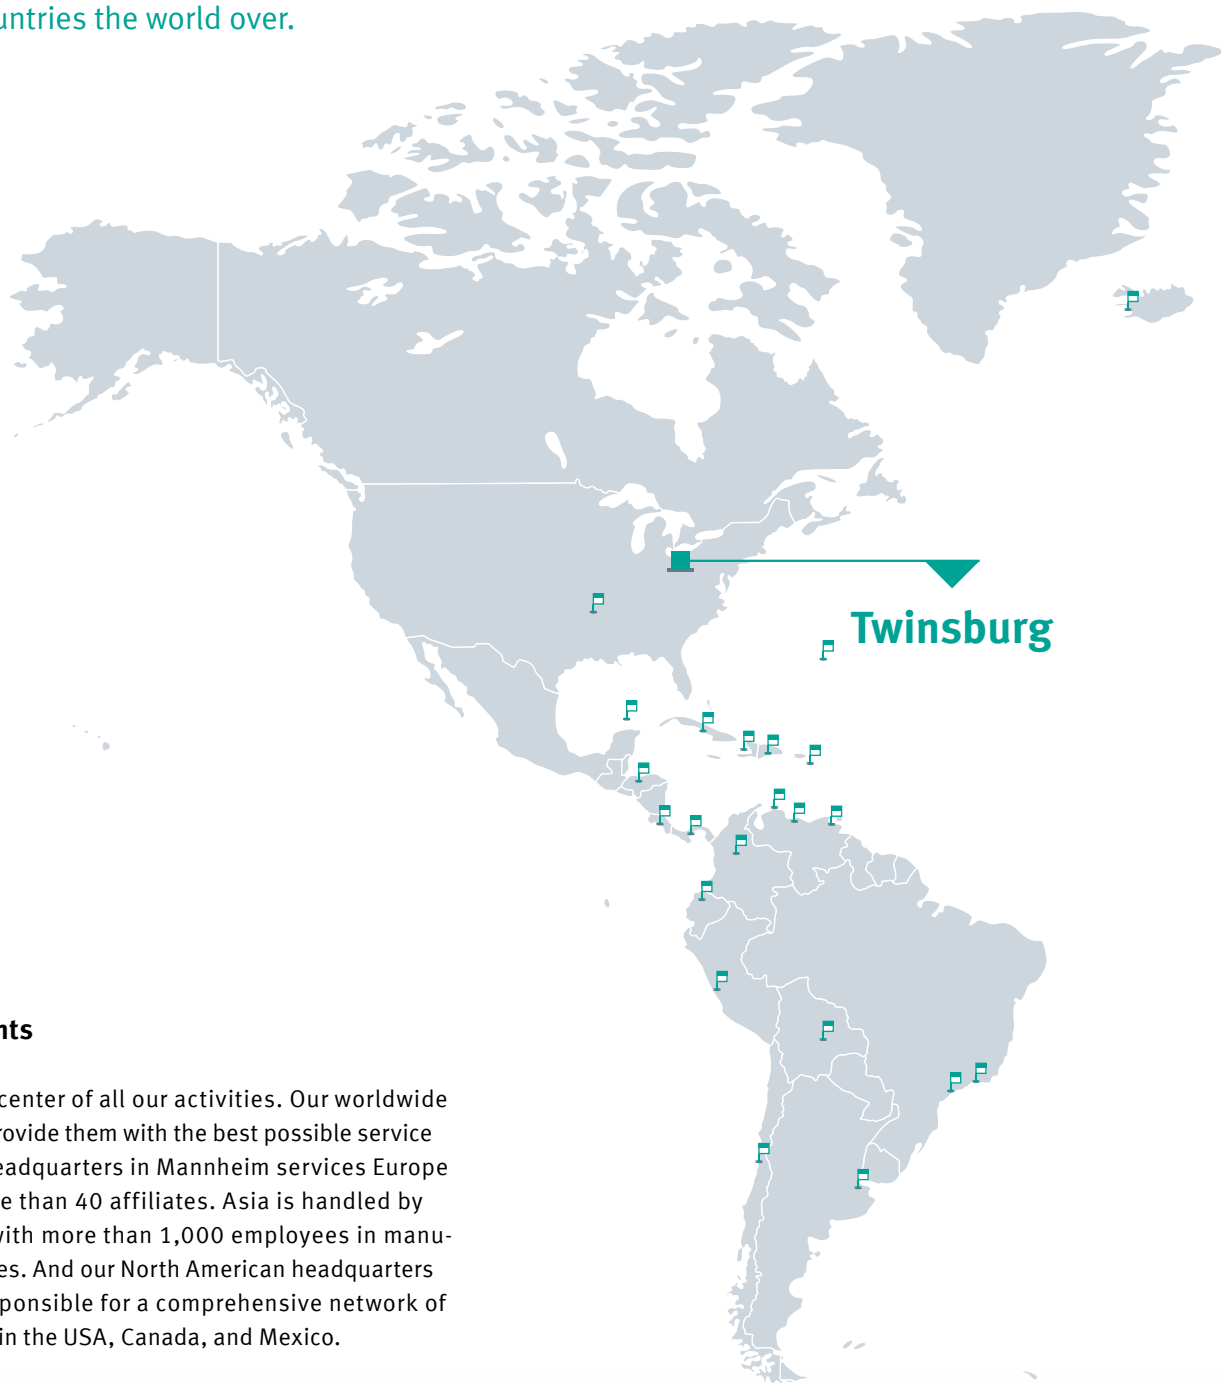 untries the world over.
Twinsburg
nts
center of all our activities. Our worldwide
rovide them with the best possible service
eadquarters in Mannheim services Europe
e than 40 affiliates. Asia is handled by
with more than 1,000 employees in manu-
es. And our North American headquarters
sponsible for a comprehensive network of
in the USA, Canada, and Mexico.